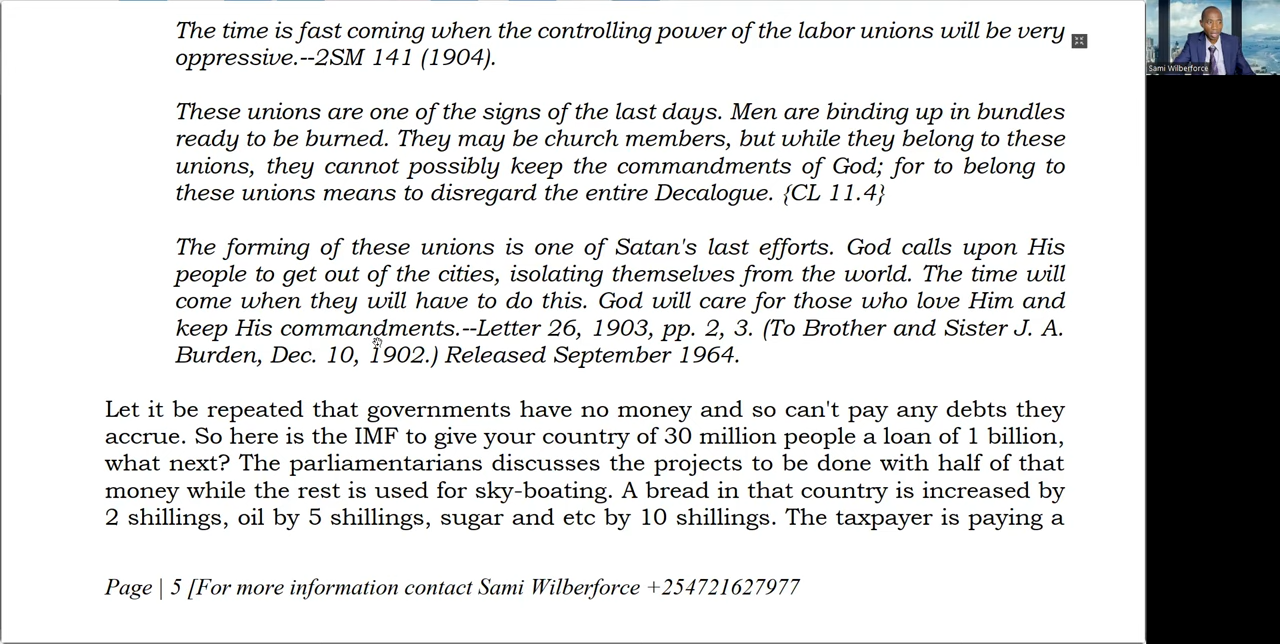 The time is fast coming when the controlling power of the labor unions will be very
oppressive.--2SM 141 (1904).
These unions are one of the signs of the last days. Men are binding up in bundles
ready to be burned. They may be church members, but while they belong to these
unions, they cannot possibly keep the commandments of God; for to belong to
these unions means to disregard the entire Decalogue. {CL 11.4}
The forming of these unions is one of Satan's last efforts. God calls upon His
people to get out of the cities, isolating themselves from the world. The time will
come when they will have to do this. God will care for those who love Him and
keep His commandments.--Letter 26, 1903, pp. 2, 3. (To Brother and Sister J. A.
Burden, Dec. 10, 1902.) Released September 1964.
Let it be repeated that governments have no money and so can't pay any debts they
accrue. So here is the IMF to give your country of 30 million people a loan of 1 billion,
what next? The parliamentarians discusses the projects to be done with half of that
money while the rest is used for sky-boating. A bread in that country is increased by
2 shillings, oil by 5 shillings, sugar and etc by 10 shillings. The taxpayer is paying a
Page | 5 [For more information contact Sami Wilberforce +254721627977
Sami Wilberforce